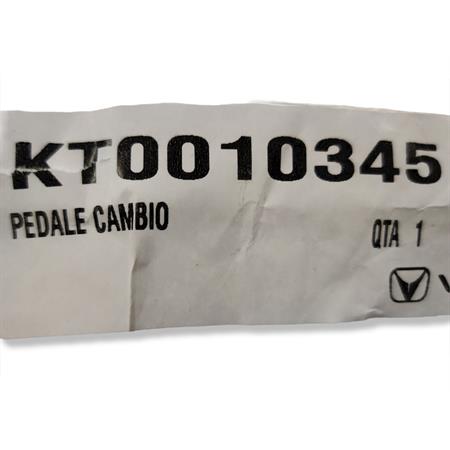 KT0010345
PEDALE CAMBIO
QTA 1